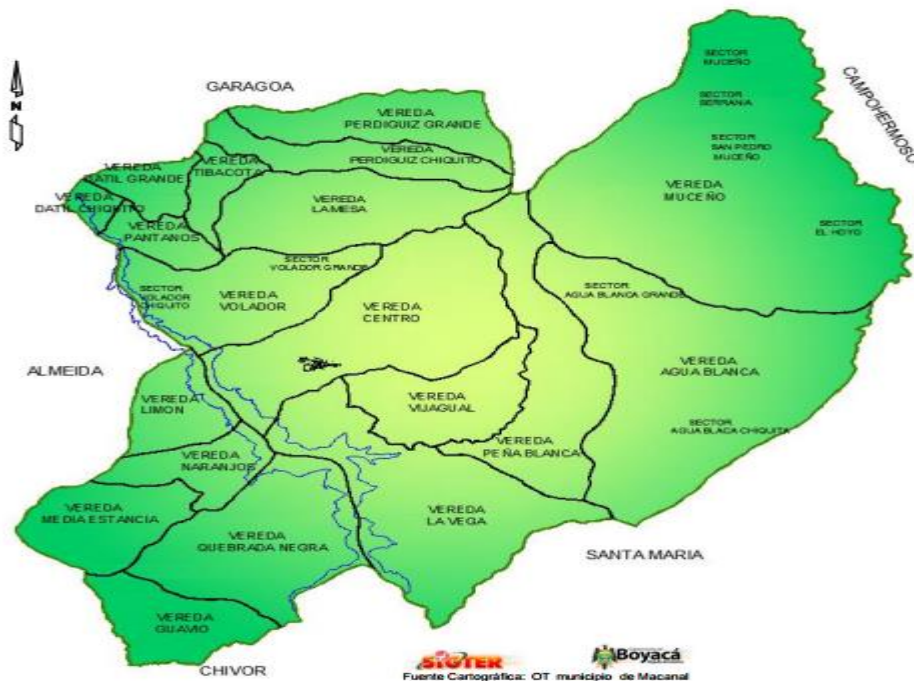 SECTOR
MUCEÑO
CAMPOHERMOSO
GARAGOA
SECTOR
SERRANIA
N
VEREDA
PERDIGUIZ GRANDE
SECTOR
SAN PEDRO
MUCEÑO
VEREDA
PERDIGUIZ CHIQUITO
VEREDA
TIBACOTA
VEREDA
DATIL GRANDE
VEREDA
MUCEÑO
VEREDA
LA MESA
VEREDA
DATIL CHIQUITO
VEREDA
PANTANOS
SECTOR
EL HOYO
SECTOR
VOLADOR GRANDE
SECTOR
VOLADOR
CHIQUITO
VEREDA
VOLADOR
SECTOR
AGUA BLANCA GRANDE
VEREDA
CENTRO
VEREDA
AGUA BLANCA
ALMEIDA
VEREDA
LIMON
VEREDA
VIJAGUAL
SECTOR
AGUA BLACA CHIQUITA
VEREDA
PEÑA BLANCA
VEREDA
NARANJOS
VEREDA
MEDIA ESTANCIA
VEREDA
LA VEGA
VEREDA
QUEBRADA NEGRA
SANTA MARIA
VEREDA
GUAVIO
CHIVOR
SIGTER
Boyacá
Fuente Cartográfica: OT municipio de Macanal